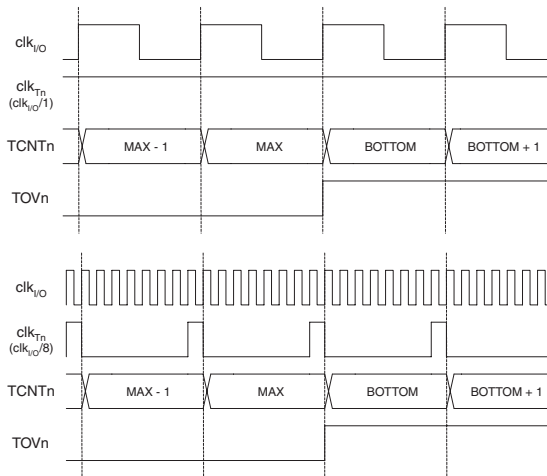 clkI/O
clkTn
(clkI/O/1)
TCNTn MAX - 1 MAX BOTTOM BOTTOM + 1
TOVn
clkI/O
clkTn
(clkI/O/8)
TCNTn MAX - 1 MAX BOTTOM BOTTOM + 1
TOVn